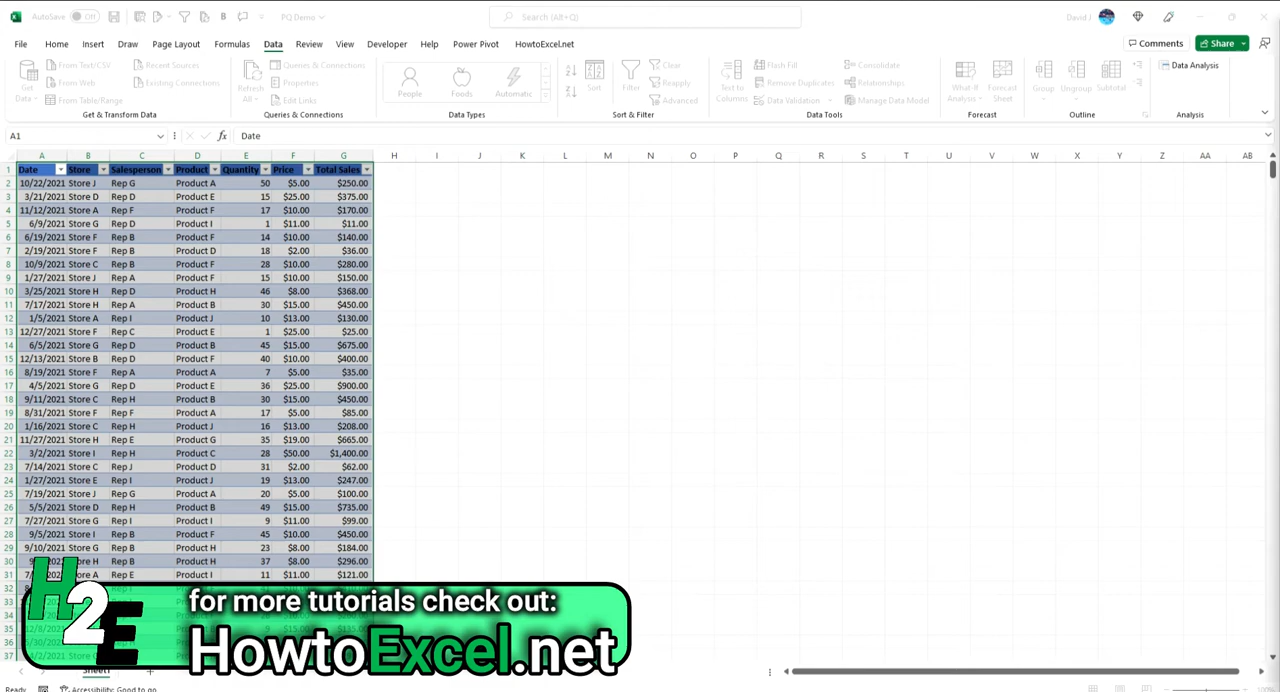 AutoSave Off PQ Demo Search (Alt+Q) David J
File Home Insert Draw Page Layout Formulas Data Review View Developer Help Power Pivot HowtoExcel.net Comments Share
From Text/CSV Recent Sources Queries & Connections Clear Flash Fill Consolidate Data Analysis
Get Data From Web Existing Connections Refresh All Properties People Foods Automatic Sort Filter Reapply Text to Columns Remove Duplicates Relationships What-If Analysis Forecast Sheet Group Ungroup Subtotal
From Table/Range Edit Links Advanced Data Validation Manage Data Model
Get & Transform Data Queries & Connections Data Types Sort & Filter Data Tools Forecast Outline Analysis
A1 fx Date
A B C D E F G H I J K L M N O P Q R S T U V W X Y Z AA AB
1 Date Store Salesperson Product Quantity Price Total Sales
2 10/22/2021 Store J Rep G Product A 50 $5.00 $250.00
3 3/21/2021 Store D Rep D Product E 15 $25.00 $375.00
4 11/12/2021 Store A Rep F Product F 17 $10.00 $170.00
5 6/9/2021 Store G Rep D Product I 1 $11.00 $11.00
6 6/19/2021 Store F Rep B Product F 14 $10.00 $140.00
7 2/19/2021 Store F Rep B Product D 18 $2.00 $36.00
8 10/9/2021 Store C Rep B Product F 28 $10.00 $280.00
9 1/27/2021 Store J Rep A Product F 15 $10.00 $150.00
10 3/25/2021 Store H Rep D Product H 46 $8.00 $368.00
11 7/17/2021 Store H Rep A Product B 30 $15.00 $450.00
12 1/5/2021 Store A Rep I Product J 10 $13.00 $130.00
13 12/27/2021 Store F Rep C Product E 1 $25.00 $25.00
14 6/5/2021 Store G Rep D Product B 45 $15.00 $675.00
15 12/13/2021 Store B Rep D Product F 40 $10.00 $400.00
16 8/19/2021 Store F Rep A Product A 7 $5.00 $35.00
17 4/5/2021 Store G Rep D Product E 36 $25.00 $900.00
18 9/11/2021 Store C Rep H Product B 30 $15.00 $450.00
19 8/31/2021 Store F Rep F Product A 17 $5.00 $85.00
20 1/16/2021 Store C Rep H Product J 16 $13.00 $208.00
21 11/27/2021 Store H Rep E Product G 35 $19.00 $665.00
22 3/2/2021 Store I Rep H Product C 28 $50.00 $1,400.00
23 7/14/2021 Store C Rep J Product D 31 $2.00 $62.00
24 1/27/2021 Store E Rep I Product J 19 $13.00 $247.00
25 7/19/2021 Store J Rep G Product A 20 $5.00 $100.00
26 5/5/2021 Store D Rep H Product B 49 $15.00 $735.00
27 7/27/2021 Store G Rep I Product I 9 $11.00 $99.00
28 9/5/2021 Store I Rep B Product F 45 $10.00 $450.00
29 9/10/2021 Store G Rep B Product H 23 $8.00 $184.00
30 Store H Rep B Product H 37 $8.00 $296.00
31 Store A Rep E Product I 11 $11.00 $121.00
32
33
34
35
36
37
H2E
for more tutorials check out:
HowtoExcel.net
Sheet1
Ready Accessibility: Good to go